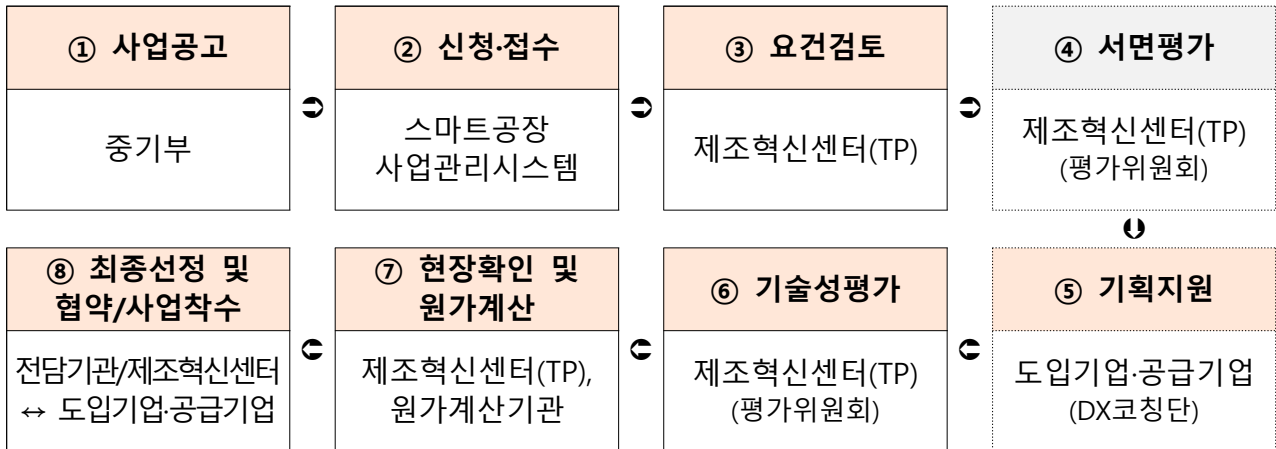 ① 사업공고
중기부
② 신청·접수
스마트공장
사업관리시스템
③ 요건검토
제조혁신센터(TP)
④ 서면평가
제조혁신센터(TP)
(평가위원회)
⑤ 기획지원
도입기업·공급기업
(DX코칭단)
⑥ 기술성평가
제조혁신센터(TP)
(평가위원회)
⑦ 현장확인 및
원가계산
제조혁신센터(TP),
원가계산기관
⑧ 최종선정 및
협약/사업착수
전담기관/제조혁신센터
↔ 도입기업·공급기업